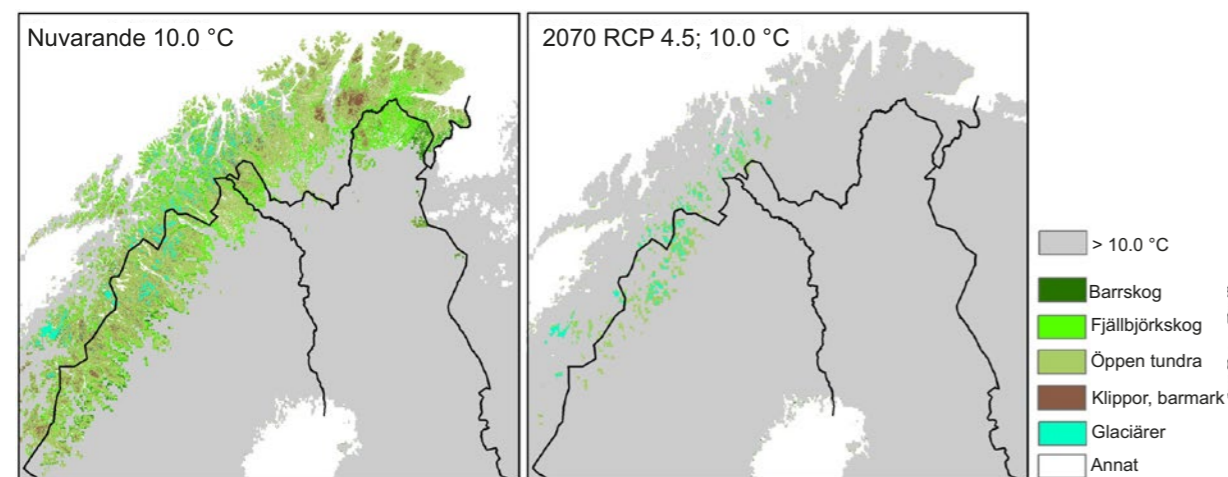 Nuvarande 10.0 °C
2070 RCP 4.5; 10.0 °C
> 10.0 °C
Barrskog
Fjällbjörkskog
Öppen tundra
Klippor, barmark
Glaciärer
Annat